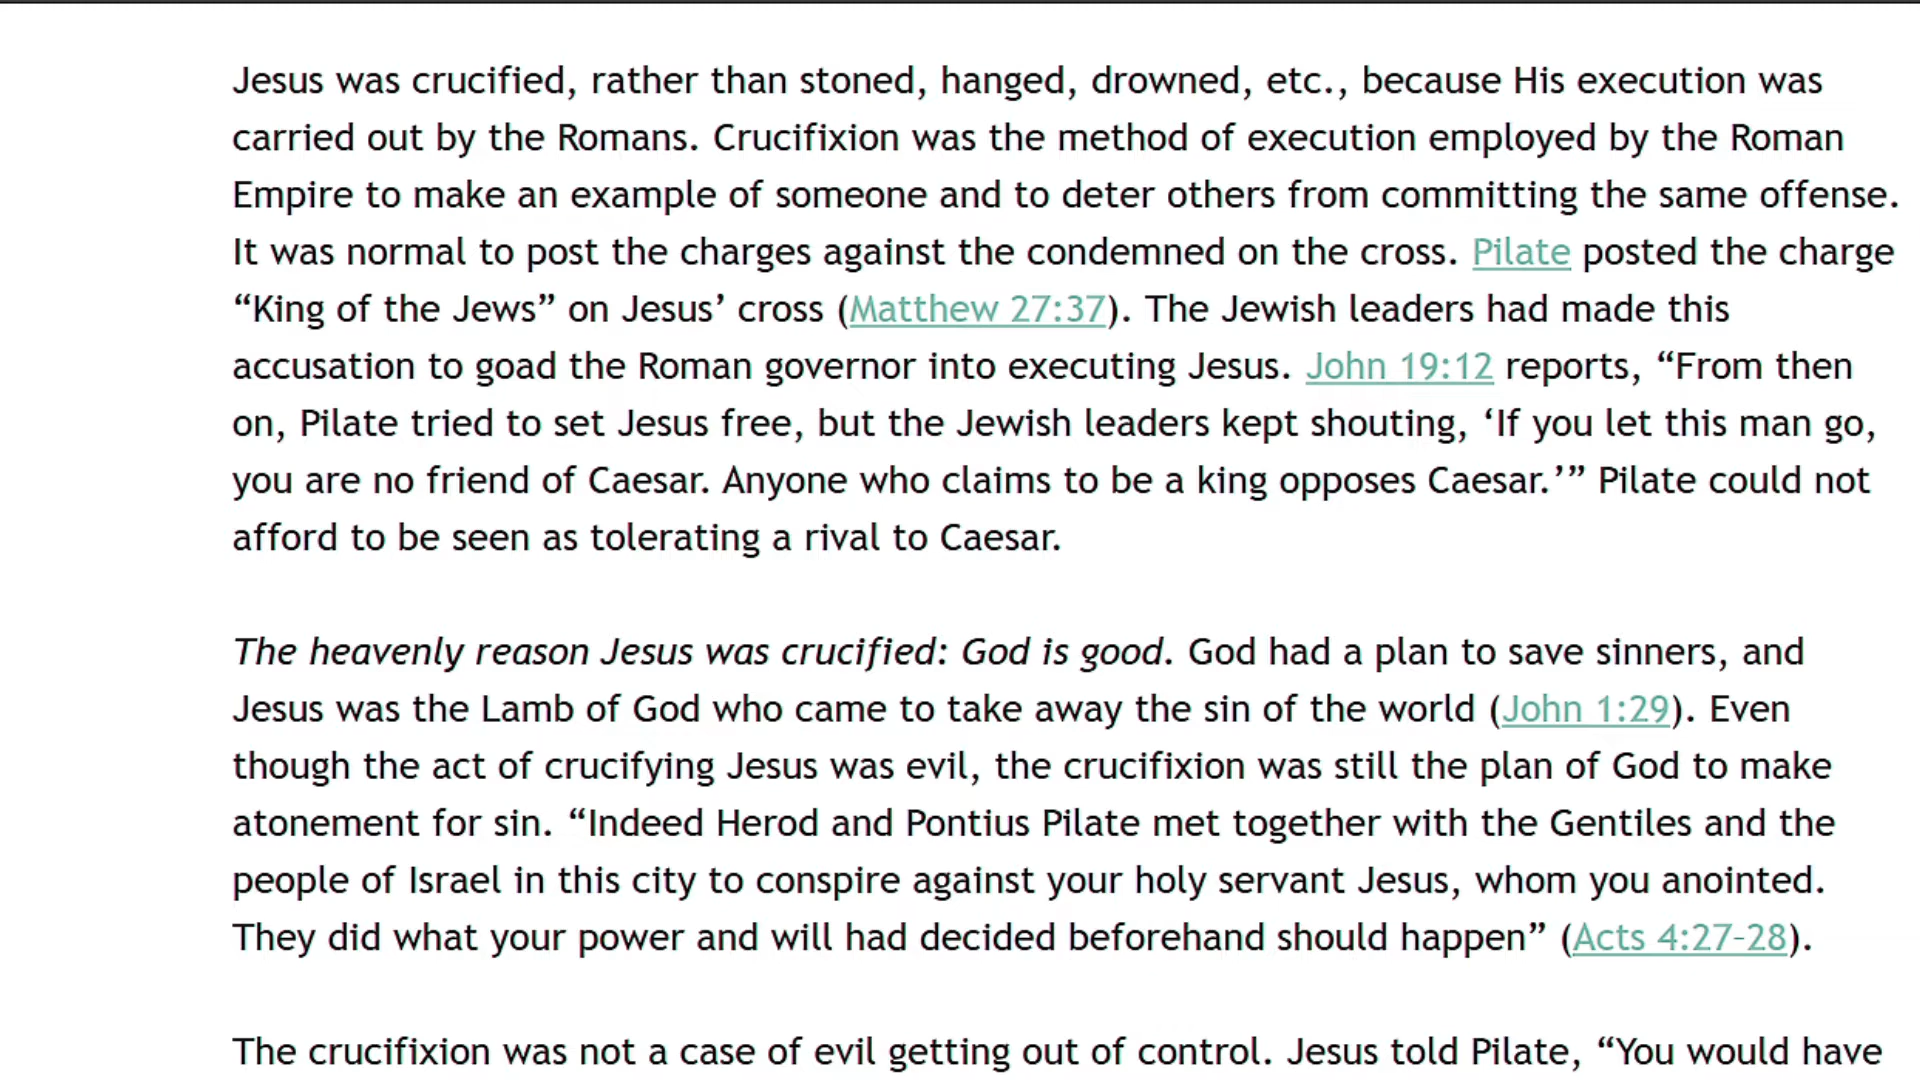 Jesus was crucified, rather than stoned, hanged, drowned, etc., because His execution was
carried out by the Romans. Crucifixion was the method of execution employed by the Roman
Empire to make an example of someone and to deter others from committing the same offense.
It was normal to post the charges against the condemned on the cross. Pilate posted the charge
“King of the Jews” on Jesus’ cross (Matthew 27:37). The Jewish leaders had made this
accusation to goad the Roman governor into executing Jesus. John 19:12 reports, “From then
on, Pilate tried to set Jesus free, but the Jewish leaders kept shouting, ‘If you let this man go,
you are no friend of Caesar. Anyone who claims to be a king opposes Caesar.’” Pilate could not
afford to be seen as tolerating a rival to Caesar.
The heavenly reason Jesus was crucified: God is good. God had a plan to save sinners, and
Jesus was the Lamb of God who came to take away the sin of the world (John 1:29). Even
though the act of crucifying Jesus was evil, the crucifixion was still the plan of God to make
atonement for sin. “Indeed Herod and Pontius Pilate met together with the Gentiles and the
people of Israel in this city to conspire against your holy servant Jesus, whom you anointed.
They did what your power and will had decided beforehand should happen” (Acts 4:27-28).
The crucifixion was not a case of evil getting out of control. Jesus told Pilate, “You would have